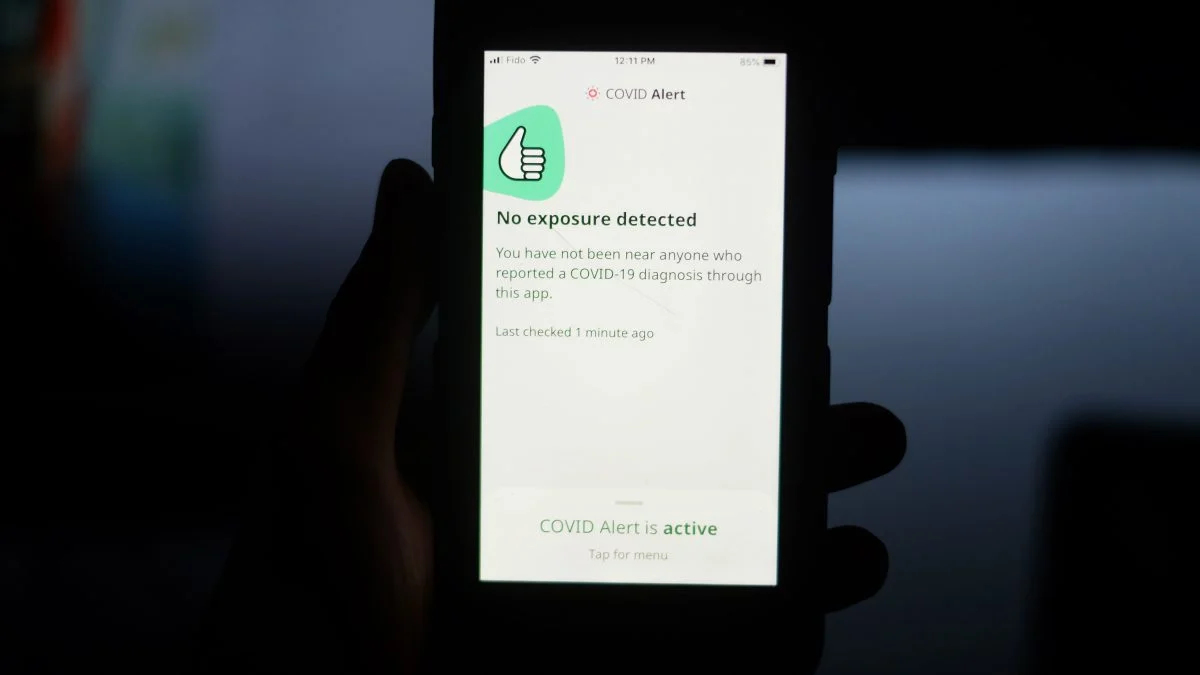 Fido 12:11 PM 85%
COVID Alert
No exposure detected
You have not been near anyone who
reported a COVID-19 diagnosis through
this app.
Last checked 1 minute ago
COVID Alert is active
Tap for menu